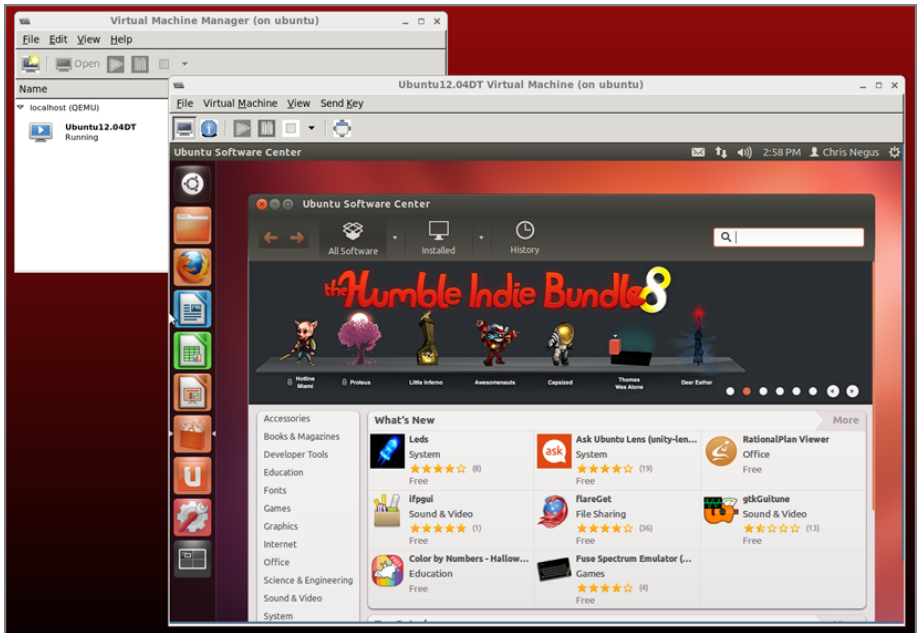 Virtual Machine Manager (on ubuntu)
File Edit View Help
Open
Name
localhost (QEMU)
Ubuntu12.04DT
Running
Ubuntu12.04DT Virtual Machine (on ubuntu)
File Virtual Machine View Send Key
Ubuntu Software Center
2:58 PM Chris Negus
Ubuntu Software Center
All Software Installed History
the Humble Indie Bundle 8
Hotline Miami
Proteus
Little Inferno
Awesomenauts
Capsized
Thomas Was Alone
Dear Esther
Accessories
Books & Magazines
Developer Tools
Education
Fonts
Games
Graphics
Internet
Office
Science & Engineering
Sound & Video
System
What's New More
Leds
System
(8)
Free
Ask Ubuntu Lens (unity-len...
ask
System
(19)
Free
RationalPlan Viewer
Office
Free
ifpgui
Sound & Video
(1)
Free
flareGet
File Sharing
(36)
Free
gtkGuitune
Sound & Video
(13)
Free
Color by Numbers - Hallow...
Education
Free
Fuse Spectrum Emulator (...
Games
(4)
Free